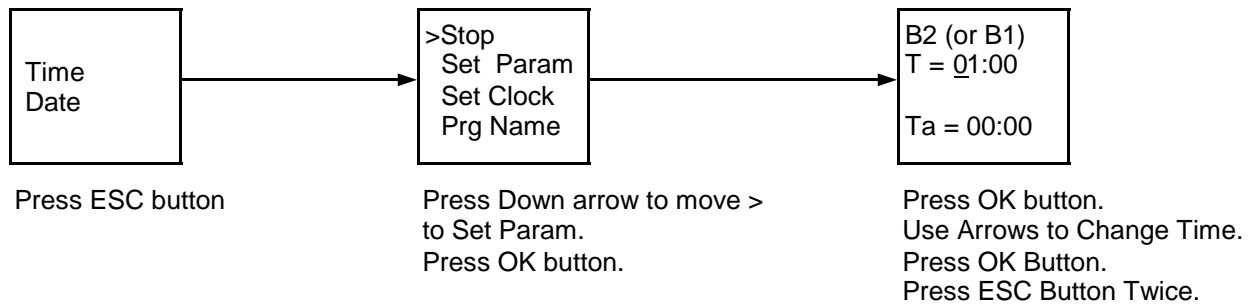 Time
Date
>Stop
Set Param
Set Clock
Prg Name
B2 (or B1)
T = 01:00
Ta = 00:00
Press ESC button
Press Down arrow to move >
to Set Param.
Press OK button.
Press OK button.
Use Arrows to Change Time.
Press OK Button.
Press ESC Button Twice.